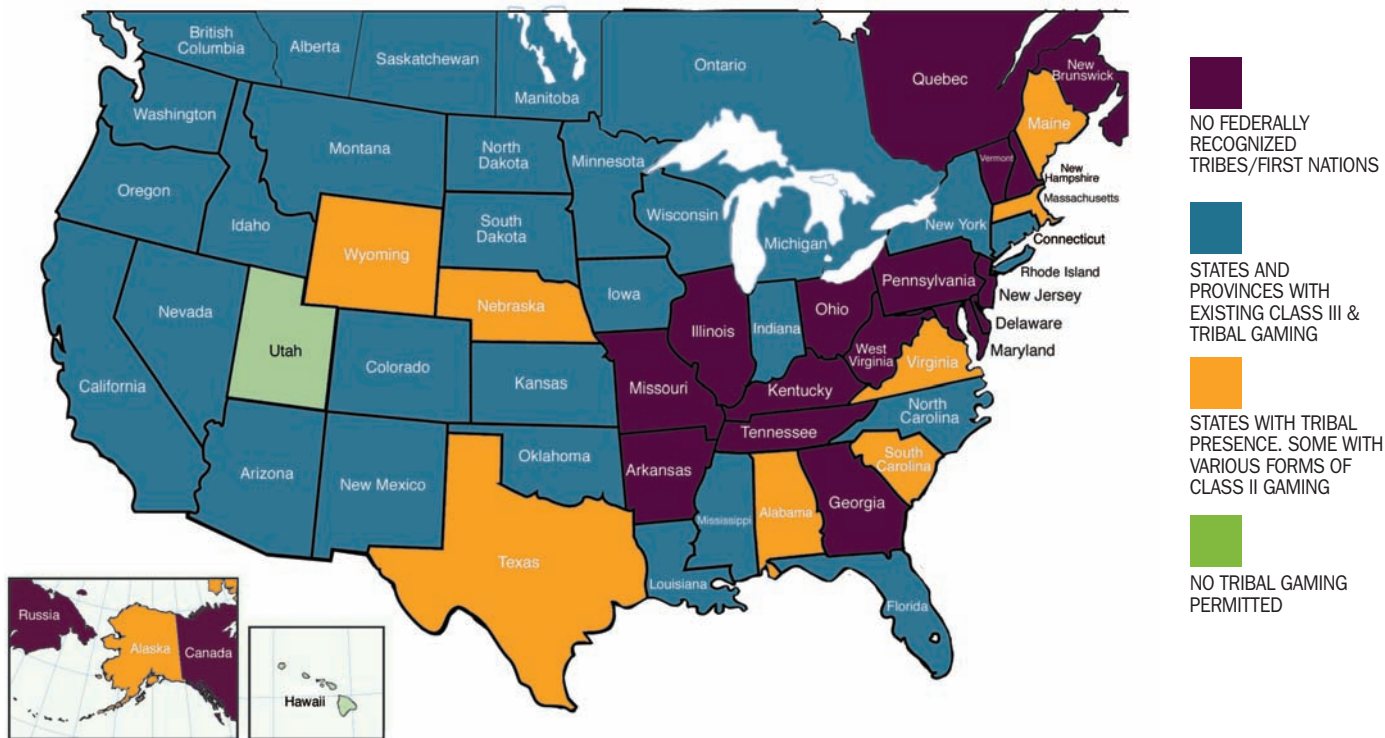 British
Columbia
Alberta
Saskatchewan
Manitoba
Ontario
Quebec
New
Brunswick
Washington
Montana
North
Dakota
Minnesota
Maine
Vermont
New
Hampshire
Massachusetts
Oregon
Idaho
Wyoming
South
Dakota
Wisconsin
Michigan
New York
Connecticut
Rhode Island
Nevada
Utah
Colorado
Nebraska
Iowa
Illinois
Indiana
Ohio
Pennsylvania
New Jersey
Delaware
Maryland
California
Kansas
Missouri
Kentucky
West
Virginia
Virginia
Arizona
New Mexico
Oklahoma
Arkansas
Tennessee
North
Carolina
South
Carolina
Texas
Louisiana
Mississippi
Alabama
Georgia
Florida
Russia
Alaska
Canada
Hawaii
NO FEDERALLY
RECOGNIZED
TRIBES/FIRST NATIONS
STATES AND
PROVINCES WITH
EXISTING CLASS III &
TRIBAL GAMING
STATES WITH TRIBAL
PRESENCE. SOME WITH
VARIOUS FORMS OF
CLASS II GAMING
NO TRIBAL GAMING
PERMITTED